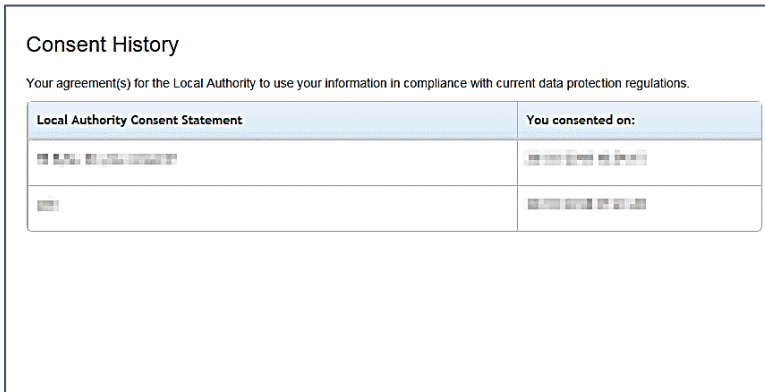 Consent History
Your agreement(s) for the Local Authority to use your information in compliance with current data protection regulations.
Local Authority Consent Statement You consented on: